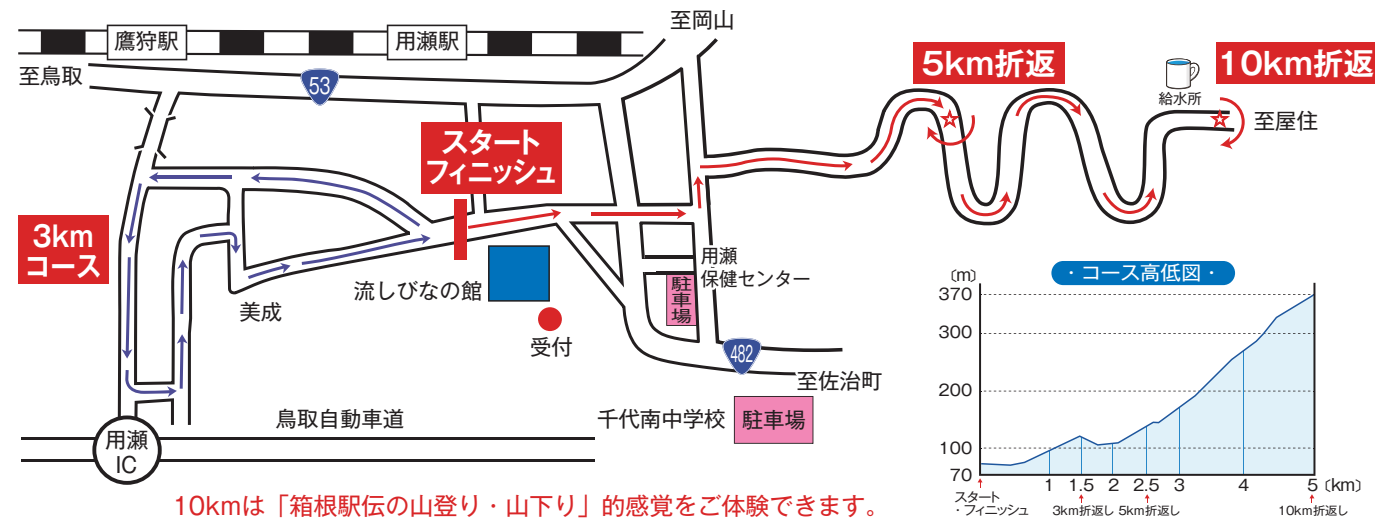 鷹狩駅
用瀬駅
至岡山
至鳥取
53
5km折返
10km折返
給水所
至屋住
スタート
フィニッシュ
3km
コース
流しびなの館
美成
受付
用瀬
保健センター
駐車場
482
至佐治町
鳥取自動車道
千代南中学校
駐車場
用瀬
IC
10kmは「箱根駅伝の山登り・山下り」的感覚をご体験できます。
・コース高低図・
(m)
370
300
200
100
70
1 1.5 2 2.5 3 4 5 (km)
スタート
・フィニッシュ
3km折返し 5km折返し 10km折返し